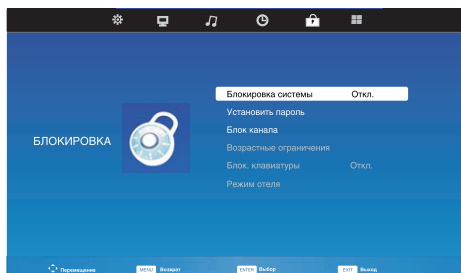 Блокировка системы Откл.
Установить пароль
БЛОКИРОВКА
Блок канала
Возрастные ограничения
Блок. клавиатуры Откл.
Режим отеля
Перемещение MENU Возврат ENTER Выбор EXIT Выход